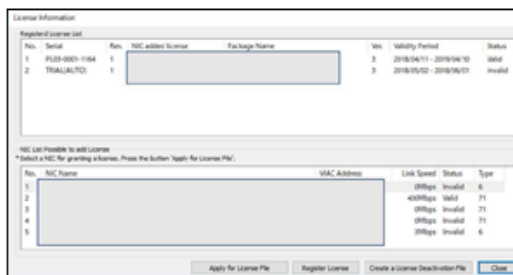 License Information
Registerd License List
No. Serial Rev. NIC added license Package Name Ver. Validity Period Status
1 PL03-0001-1164 1 3 2018/04/11 - 2019/04/10 Valid
2 TRIAL(AUTO) 1 3 2018/05/02 - 2018/06/01 Invalid
NIC List Possible to add License
* Select a NIC for granting a license. Press the button 'Apply for License File'.
No. NIC Name MAC Address Link Speed Status Type
1 0Mbps Invalid 6
2 Valid 71
3 0Mbps Invalid 71
4 0Mbps Invalid 71
5 Invalid 6
Apply for License File Register License Create a License Deactivation File Close